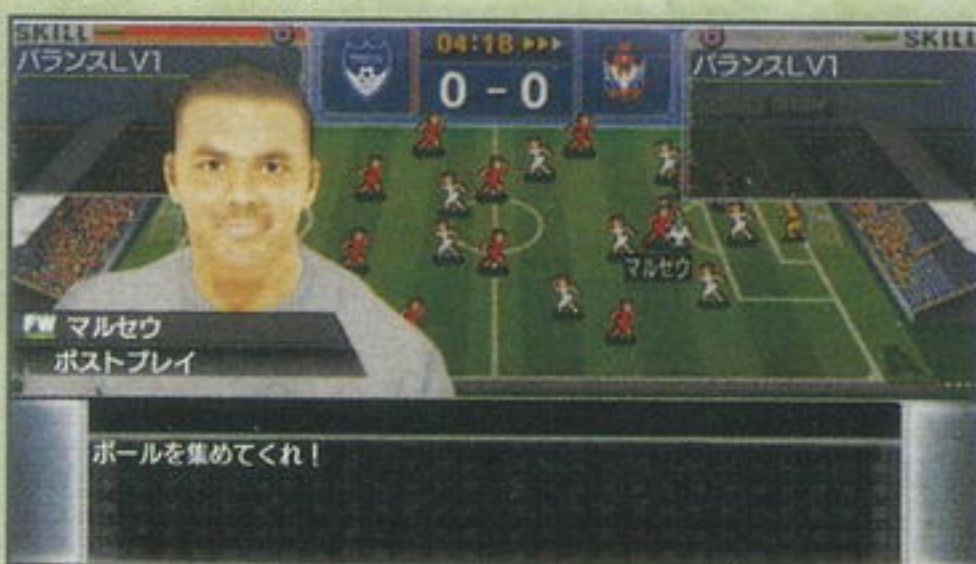 SKILL
04:18
SKILL
バランスLV1
0 - 0
バランスLV1
マルセウ
FW マルセウ
ポストプレイ
ボールを集めてくれ！